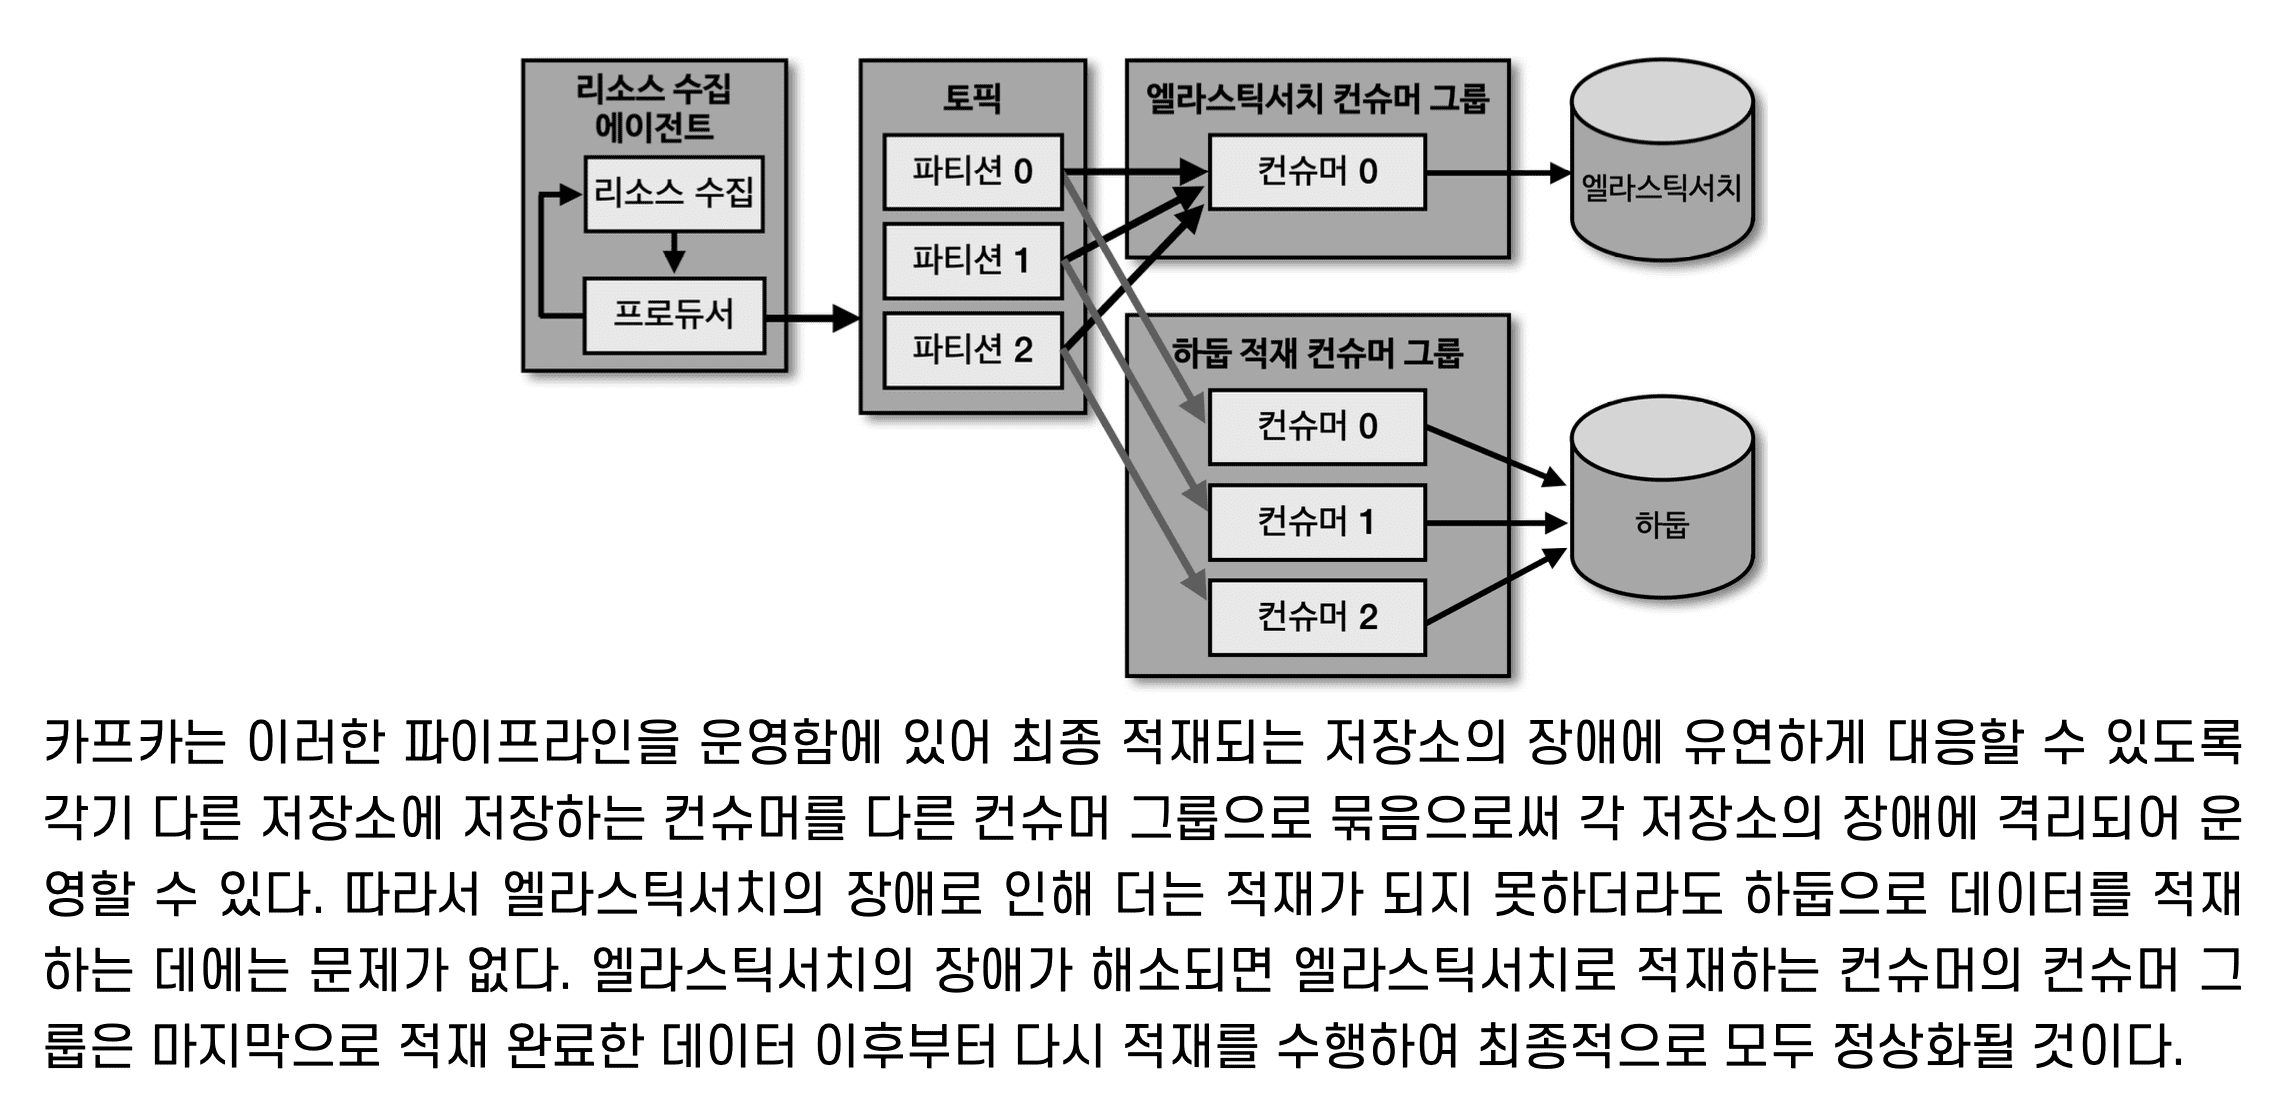 리소스 수집
에이전트
리소스 수집
프로듀서
토픽
파티션 0
파티션 1
파티션 2
엘라스틱서치 컨슈머 그룹
컨슈머 0
엘라스틱서치
하둡 적재 컨슈머 그룹
컨슈머 0
컨슈머 1
컨슈머 2
하둡
카프카는 이러한 파이프라인을 운영함에 있어 최종 적재되는 저장소의 장애에 유연하게 대응할 수 있도록
각기 다른 저장소에 저장하는 컨슈머를 다른 컨슈머 그룹으로 묶음으로써 각 저장소의 장애에 격리되어 운
영할 수 있다. 따라서 엘라스틱서치의 장애로 인해 더는 적재가 되지 못하더라도 하둡으로 데이터를 적재
하는 데에는 문제가 없다. 엘라스틱서치의 장애가 해소되면 엘라스틱서치로 적재하는 컨슈머의 컨슈머 그
룹은 마지막으로 적재 완료한 데이터 이후부터 다시 적재를 수행하여 최종적으로 모두 정상화될 것이다.